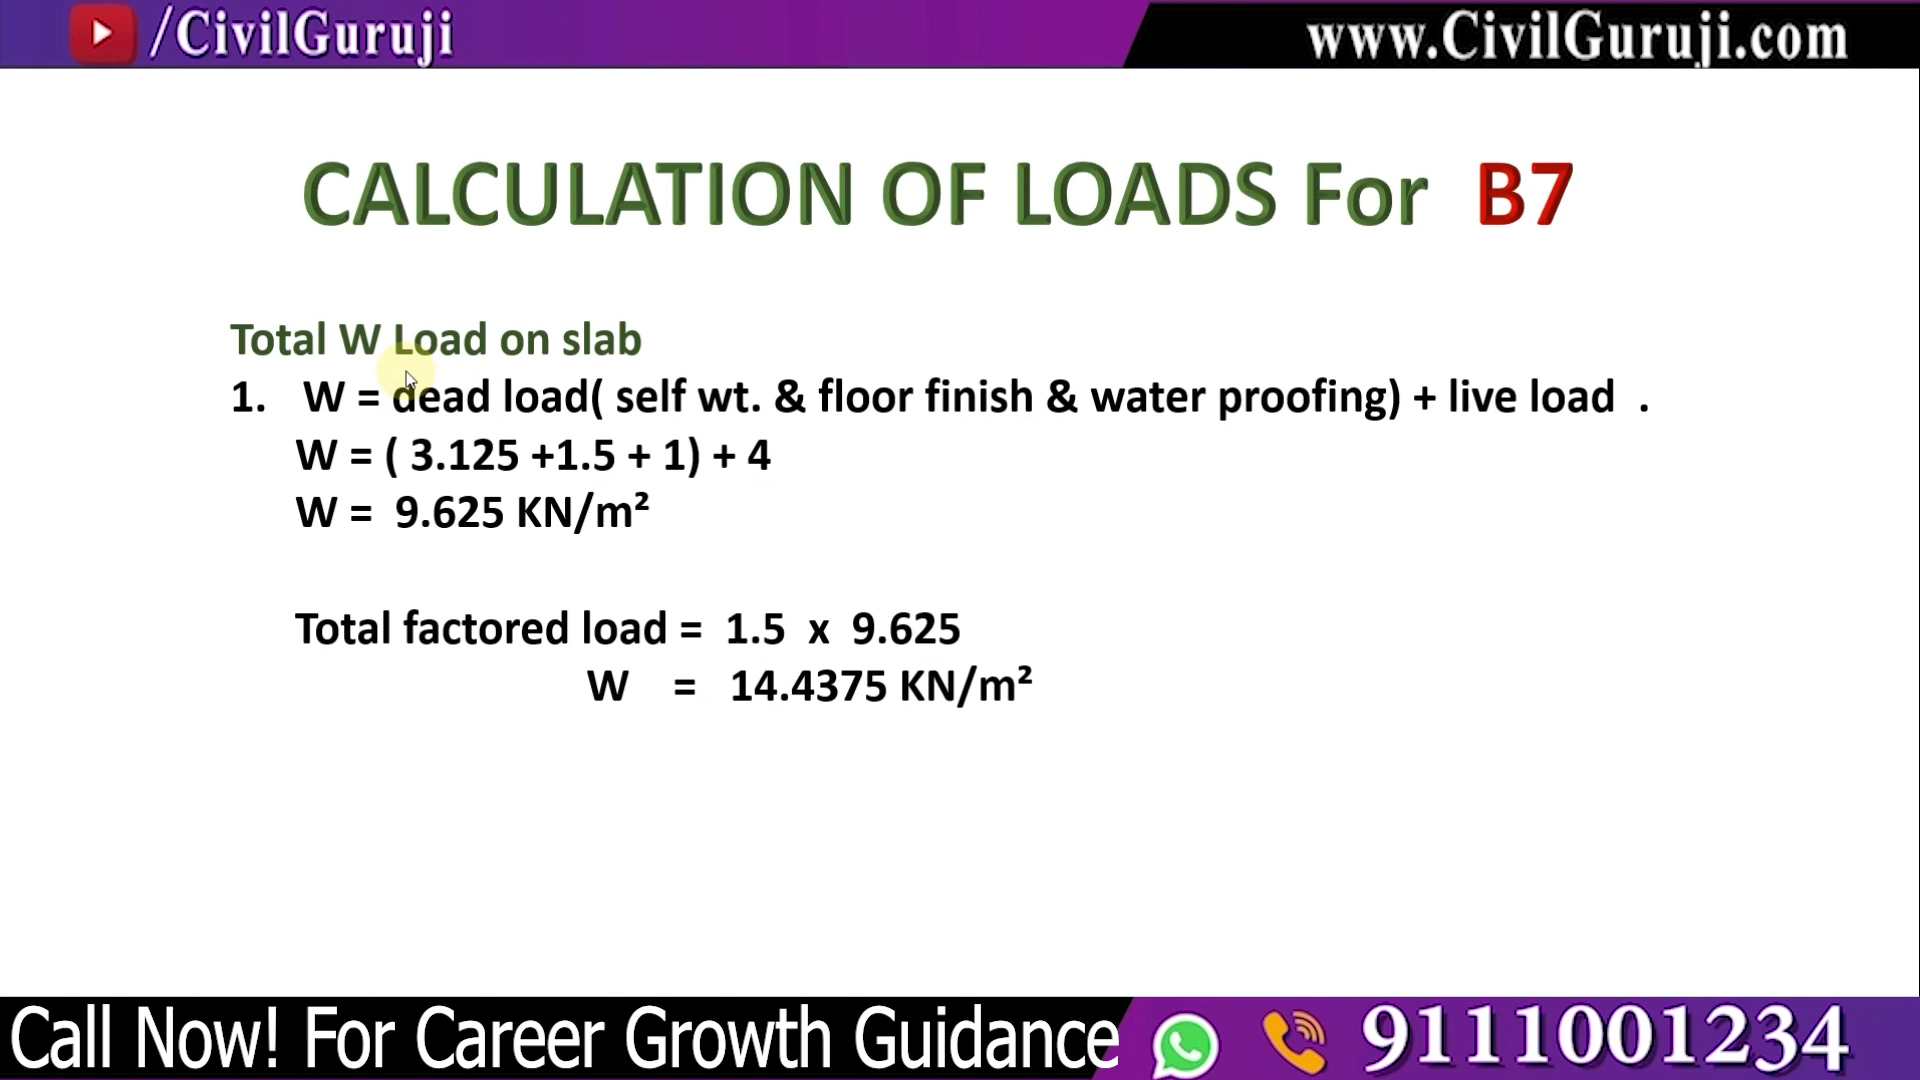 /CivilGuruji
www.CivilGuruji.com
CALCULATION OF LOADS For B7
Total W Load on slab
1. W = dead load( self wt. & floor finish & water proofing) + live load .
W = ( 3.125 +1.5 + 1) + 4
W = 9.625 KN/m²
Total factored load = 1.5 x 9.625
W = 14.4375 KN/m²
Call Now! For Career Growth Guidance
9111001234